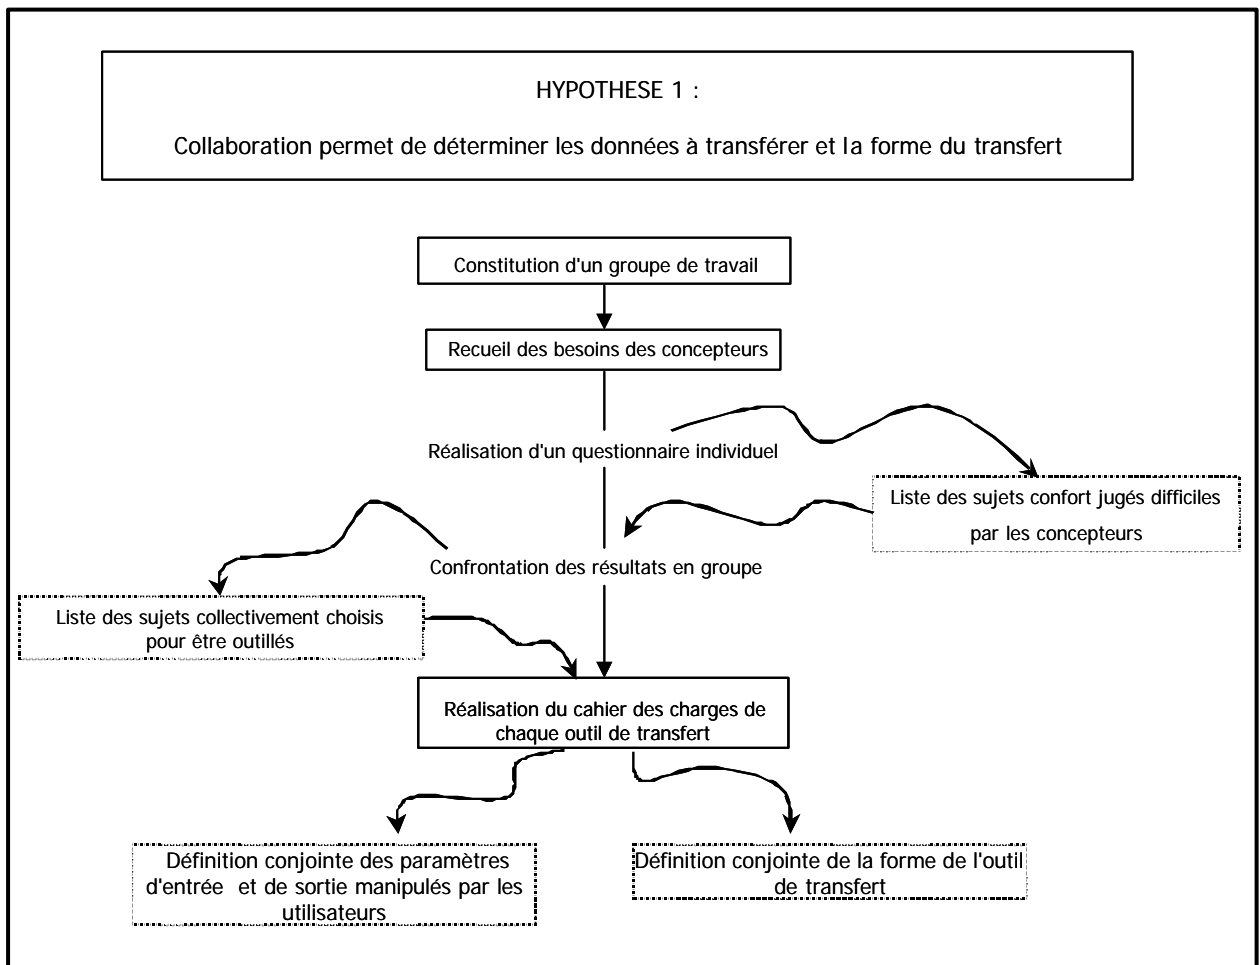 HYPOTHESE 1 :
Collaboration permet de déterminer les données à transférer et la forme du transfert
Constitution d'un groupe de travail
Recueil des besoins des concepteurs
Réalisation d'un questionnaire individuel
Liste des sujets confort jugés difficiles
par les concepteurs
Confrontation des résultats en groupe
Liste des sujets collectivement choisis
pour être outillés
Réalisation du cahier des charges de
chaque outil de transfert
Définition conjointe des paramètres
d'entrée et de sortie manipulés par les
utilisateurs
Définition conjointe de la forme de l'outil
de transfert